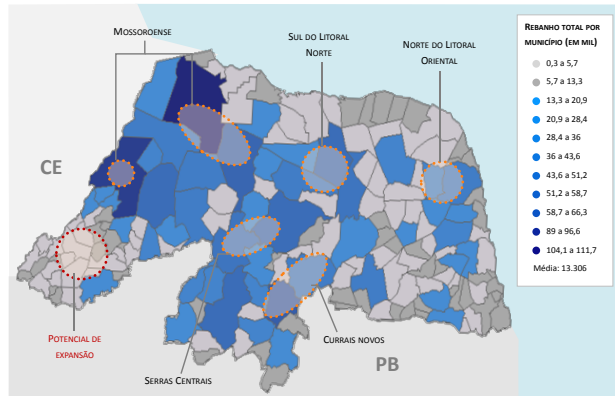 MOSSOROENSE
SUL DO LITORAL
NORTE
NORTE DO LITORAL
ORIENTAL
REBANHO TOTAL POR
MUNICÍPIO (EM MIL)
0,3 a 5,7
5,7 a 13,3
13,3 a 20,9
20,9 a 28,4
28,4 a 36
36 a 43,6
43,6 a 51,2
51,2 a 58,7
58,7 a 66,3
89 a 96,6
104,1 a 111,7
Média: 13.306
CE
POTENCIAL DE
EXPANSÃO
SERRAS CENTRAIS
CURRAIS NOVOS
PB